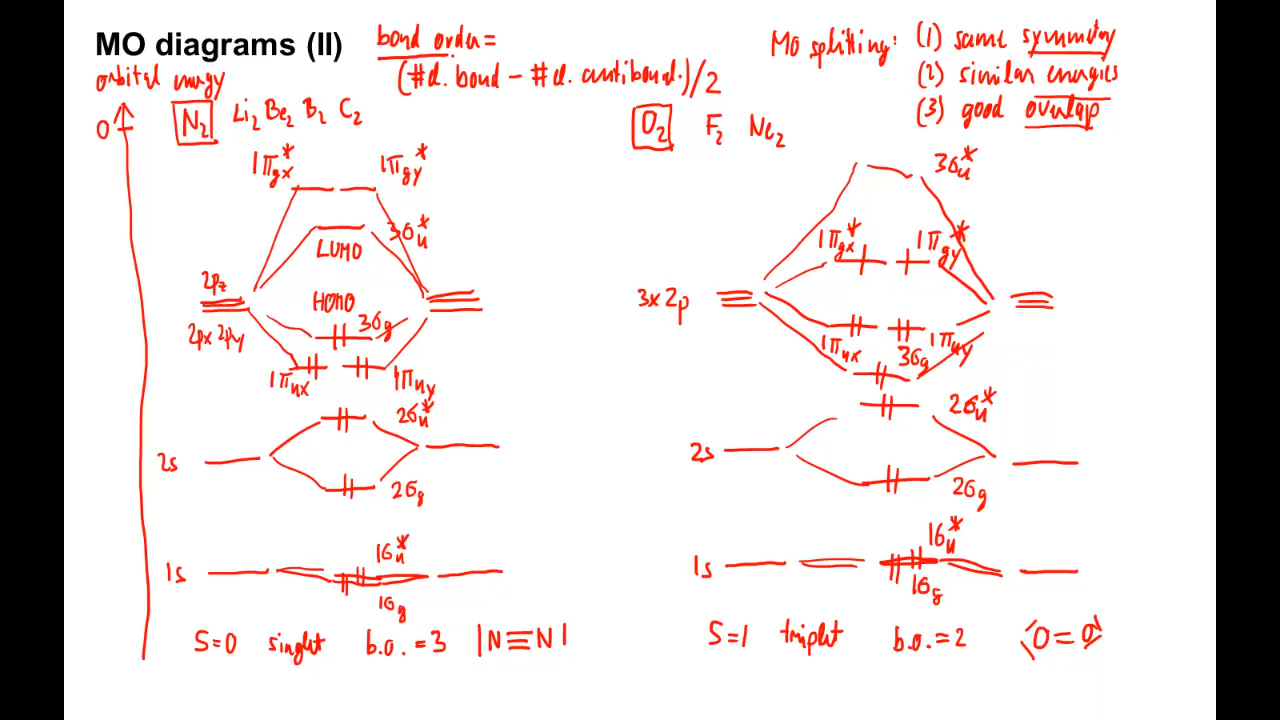 MO diagrams (II)
bond order =
(#el. bond - #el. antibond.)/2
MO splitting: (1) same symmetry
(2) similar energies
(3) good overlap
orbital energy
0
N₂ Li₂ Be₂ B₂ C₂
1πgx* 1πgy*
3σu*
LUMO
2pz
HOMO
3σg
2px 2py
1πux 1πuy
2σu*
2s
2σg
1σu*
1s
1σg
S=0 singlet b.o.=3 |N≡N|
O₂ F₂ Ne₂
3σu*
1πgx* 1πgy*
3x2p
1πux 1πuy
3σg
2σu*
2s
2σg
1σu*
1s
1σg
S=1 triplet b.o.=2 ⟨O=O⟩